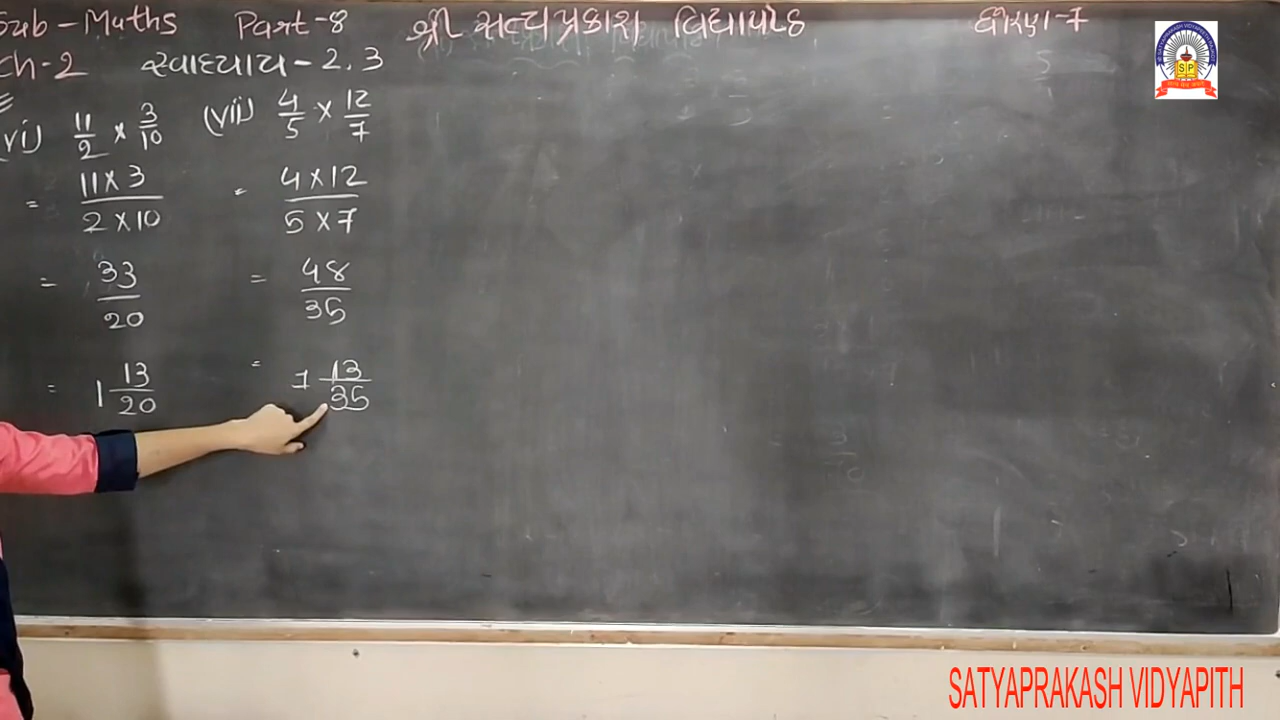 Sub - Maths Part-8 શ્રી સત્યપ્રકાશ વિદ્યાપીઠ ધોરણ-7
Ch-2 સ્વાધ્યાય - 2.3
(vi) 11/2 × 3/10 (vii) 4/5 × 12/7
= 11×3 / 2×10 = 4×12 / 5×7
= 33/20 = 48/35
= 1 13/20 = 1 13/35
SP
SATYAPRAKASH VIDYAPITH